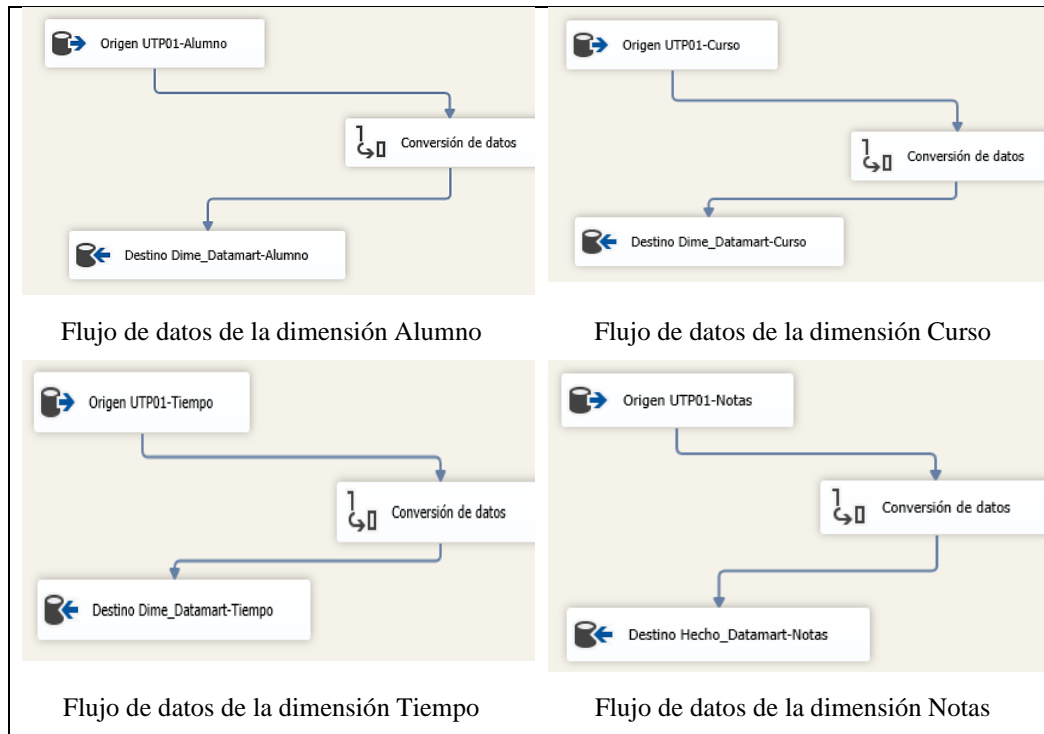 Origen UTP01-Alumno
Conversión de datos
Destino Dime_Datamart-Alumno
Flujo de datos de la dimensión Alumno
Origen UTP01-Curso
Conversión de datos
Destino Dime_Datamart-Curso
Flujo de datos de la dimensión Curso
Origen UTP01-Tiempo
Conversión de datos
Destino Dime_Datamart-Tiempo
Flujo de datos de la dimensión Tiempo
Origen UTP01-Notas
Conversión de datos
Destino Hecho_Datamart-Notas
Flujo de datos de la dimensión Notas